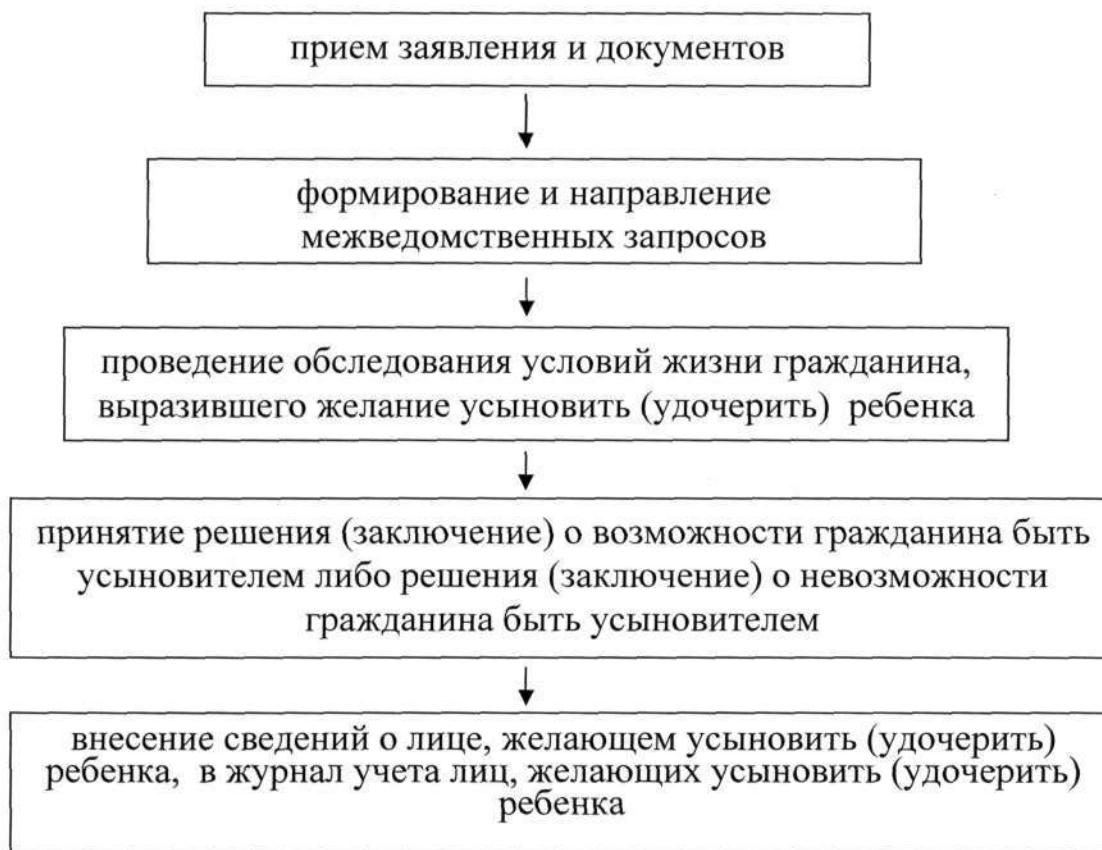 прием заявления и документов
формирование и направление
межведомственных запросов
проведение обследования условий жизни гражданина,
выразившего желание усыновить (удочерить) ребенка
принятие решения (заключение) о возможности гражданина быть
усыновителем либо решения (заключение) о невозможности
гражданина быть усыновителем
внесение сведений о лице, желающем усыновить (удочерить)
ребенка, в журнал учета лиц, желающих усыновить (удочерить)
ребенка